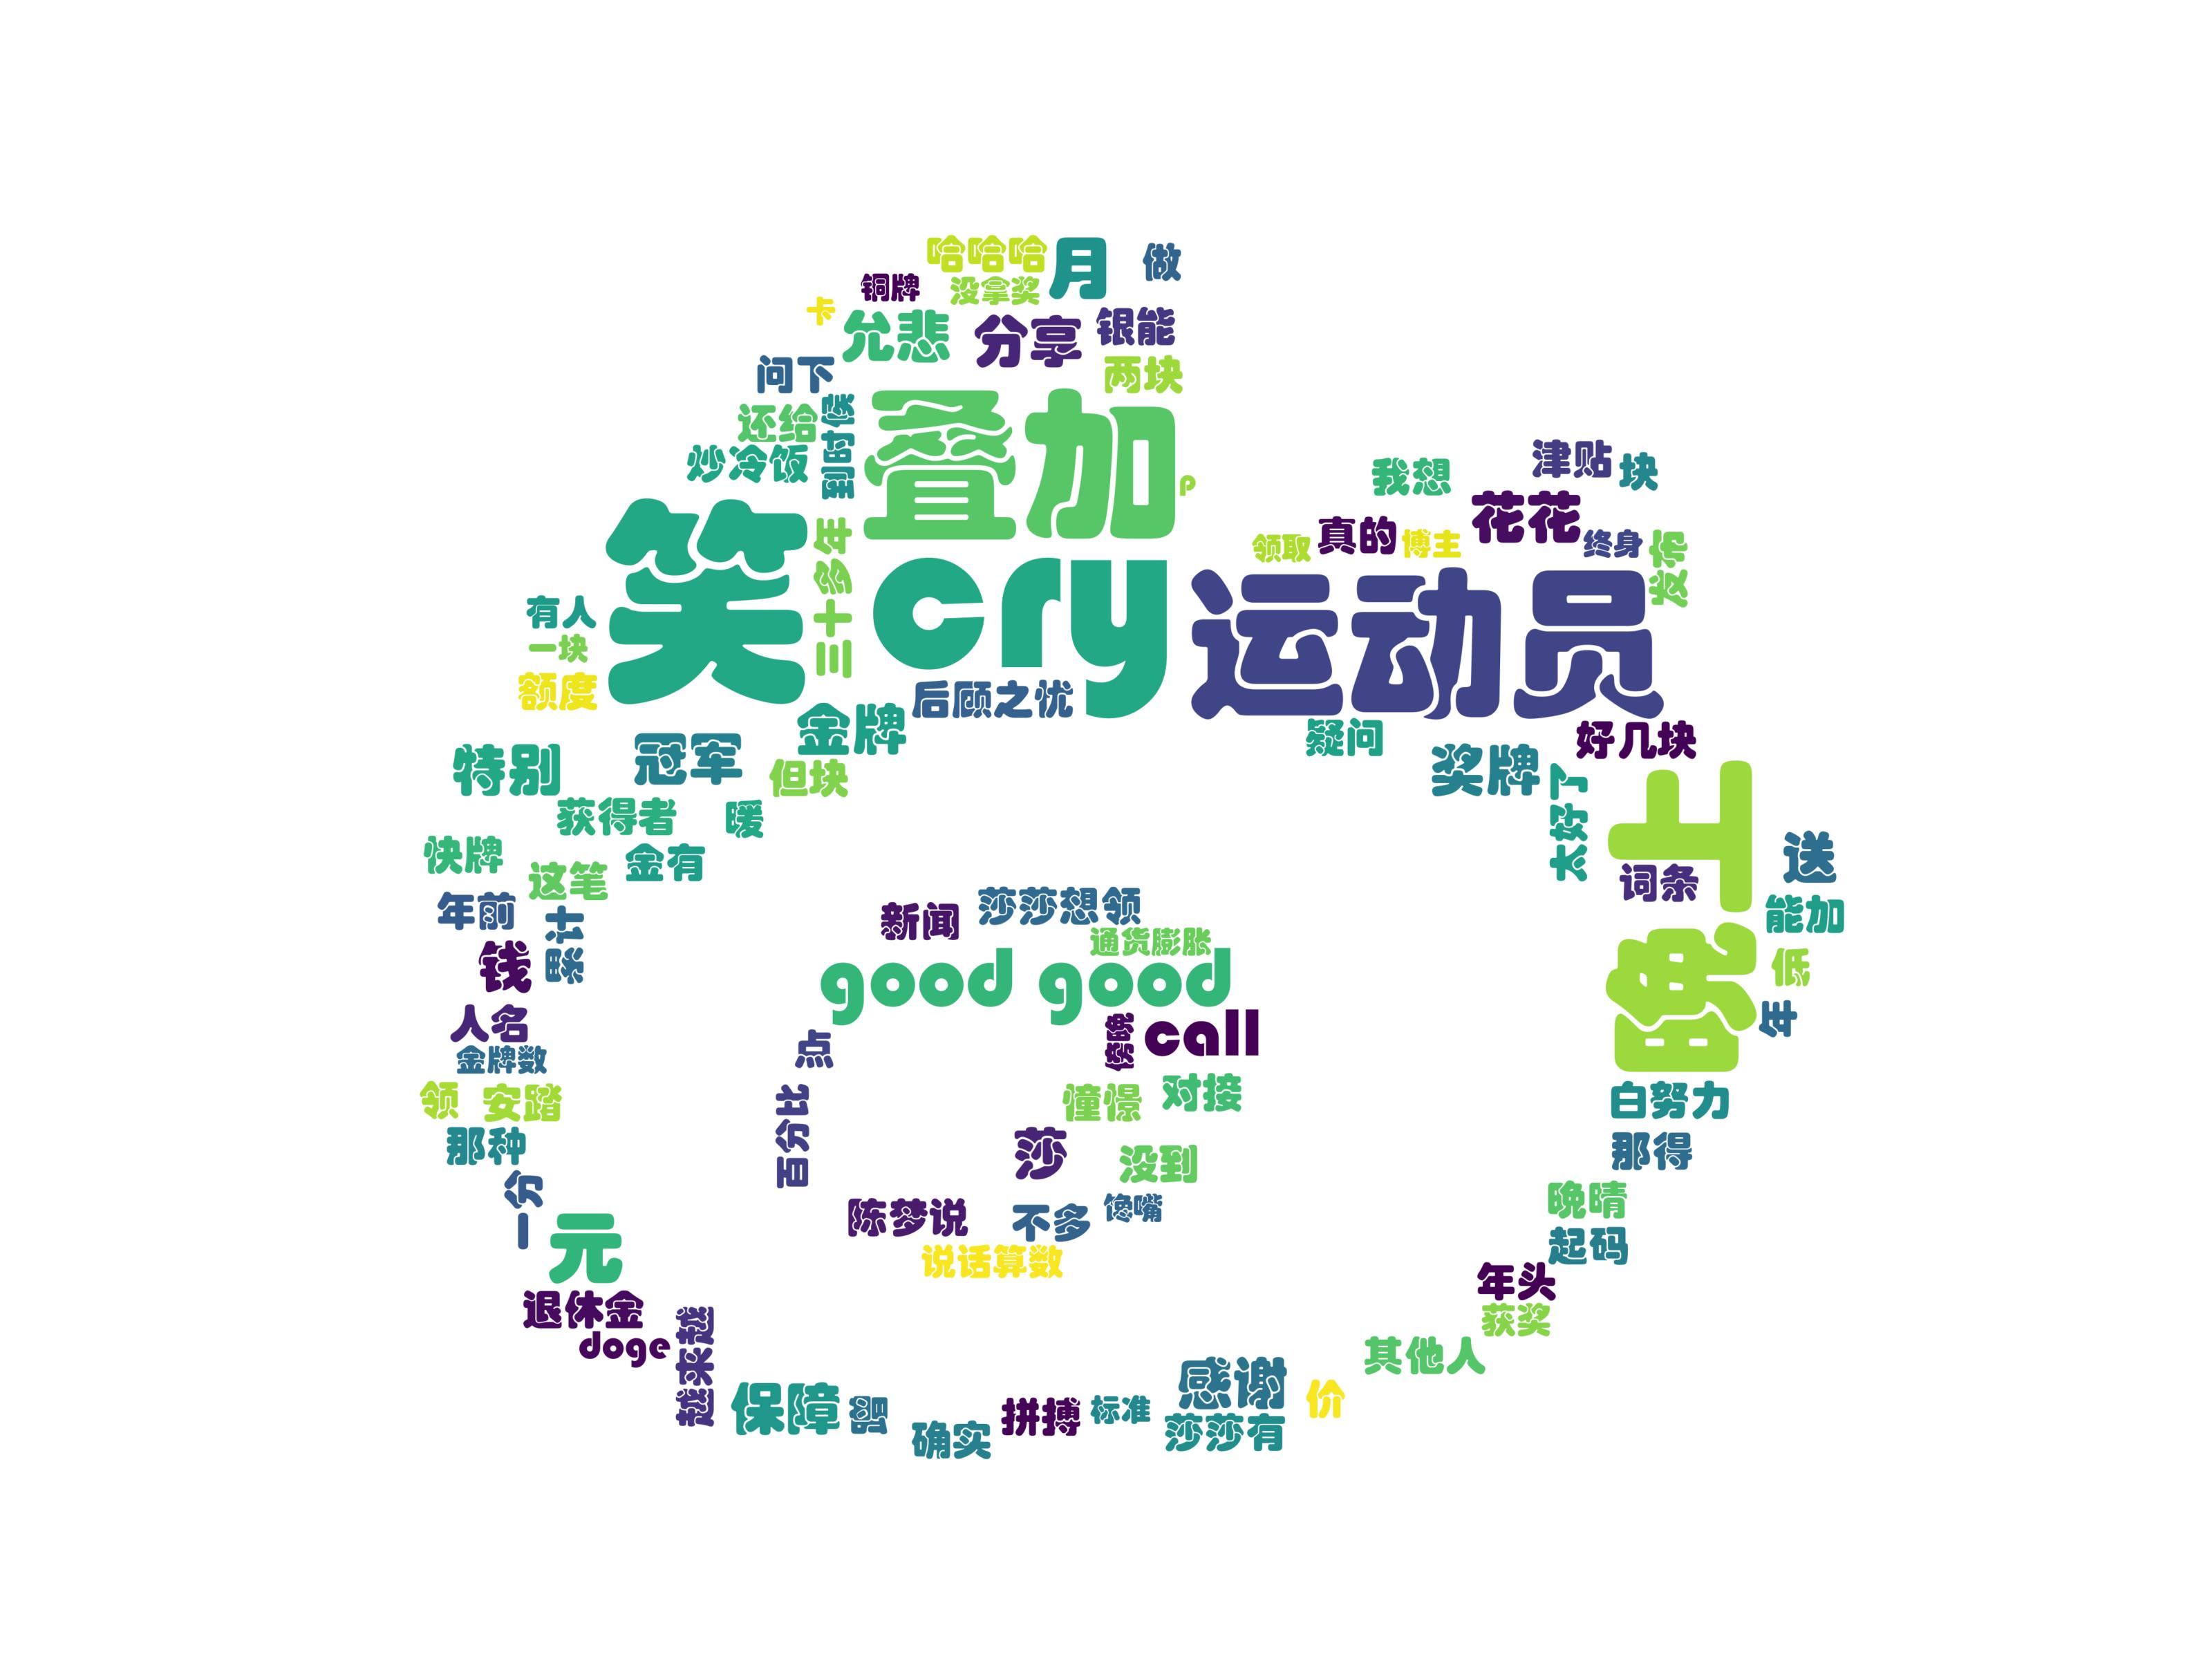 哈哈哈
月
做
铜牌
没拿奖
卡
允悲
分享
银能
问下
两块
还给
到时候
炒冷饭
叠加
p
笑
cry
运动员
我想
津贴
块
花花
领取
真的
博主
终身
发挥
有人
一块
额度
后顾之忧
金牌
疑问
好几块
特别
冠军
但块
奖牌
太好了
获得者
暖
晚上
快牌
金有
这笔
词条
送
年前
新闻
莎莎想领
能加
通货膨胀
低
钱
good good
人名
call
傍晚
年
点
金牌数
领
安踏
憧憬
对接
白努力
那种
百分比
莎
没到
那得
分一
陈梦说
不多
馋嘴
晚晴
元
说话算数
起码
退休金
年头
doge
越来越
获奖
其他人
保障
感谢
价
确实
拼搏
标准
莎莎有